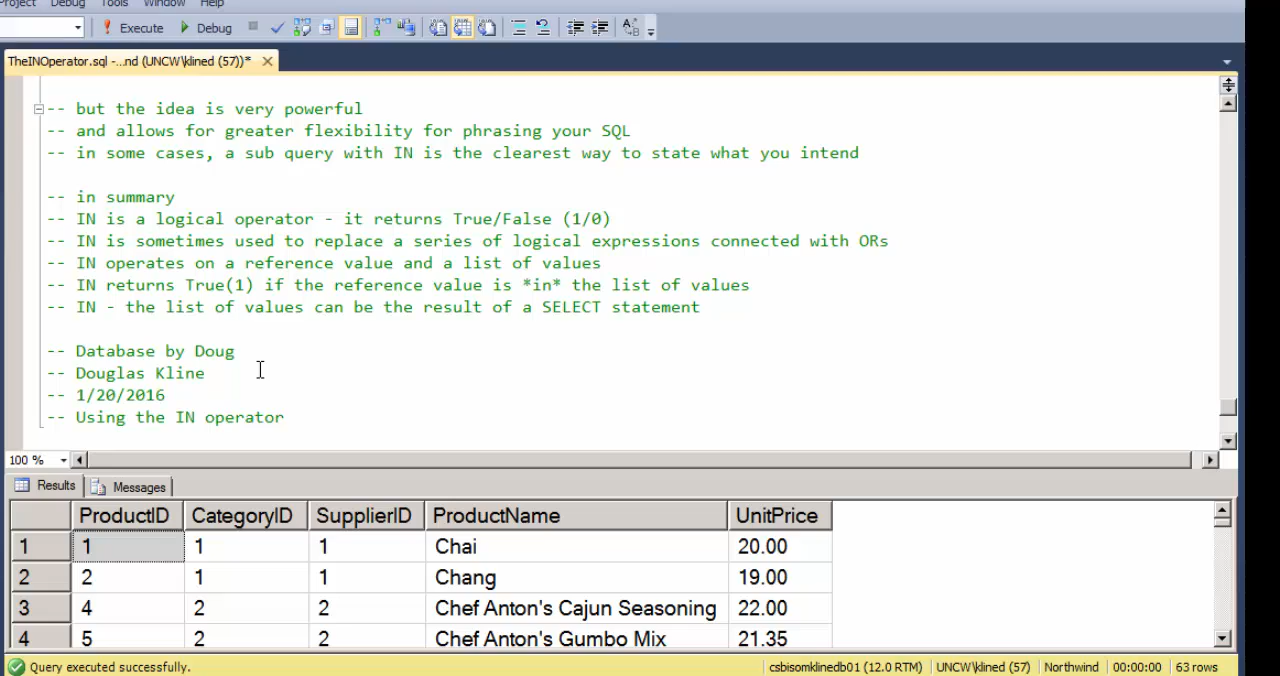 Project Debug Tools Window Help
Execute Debug
TheINOperator.sql -...nd (UNCW\klined (57))*
-- but the idea is very powerful
-- and allows for greater flexibility for phrasing your SQL
-- in some cases, a sub query with IN is the clearest way to state what you intend
-- in summary
-- IN is a logical operator - it returns True/False (1/0)
-- IN is sometimes used to replace a series of logical expressions connected with ORs
-- IN operates on a reference value and a list of values
-- IN returns True(1) if the reference value is *in* the list of values
-- IN - the list of values can be the result of a SELECT statement
-- Database by Doug
-- Douglas Kline
-- 1/20/2016
-- Using the IN operator
100 %
Results Messages
ProductID CategoryID SupplierID ProductName UnitPrice
1 1 1 1 Chai 20.00
2 2 1 1 Chang 19.00
3 4 2 2 Chef Anton's Cajun Seasoning 22.00
4 5 2 2 Chef Anton's Gumbo Mix 21.35
Query executed successfully. csbisomklinedb01 (12.0 RTM) UNCW\klined (57) Northwind 00:00:00 63 rows